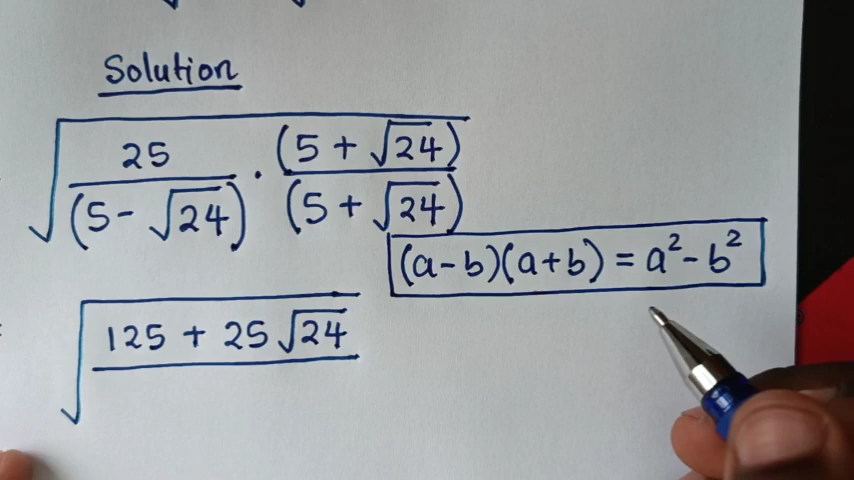 Solution
√(25/(5-√24) · (5+√24)/(5+√24))
(a-b)(a+b) = a²-b²
√(125+25√24